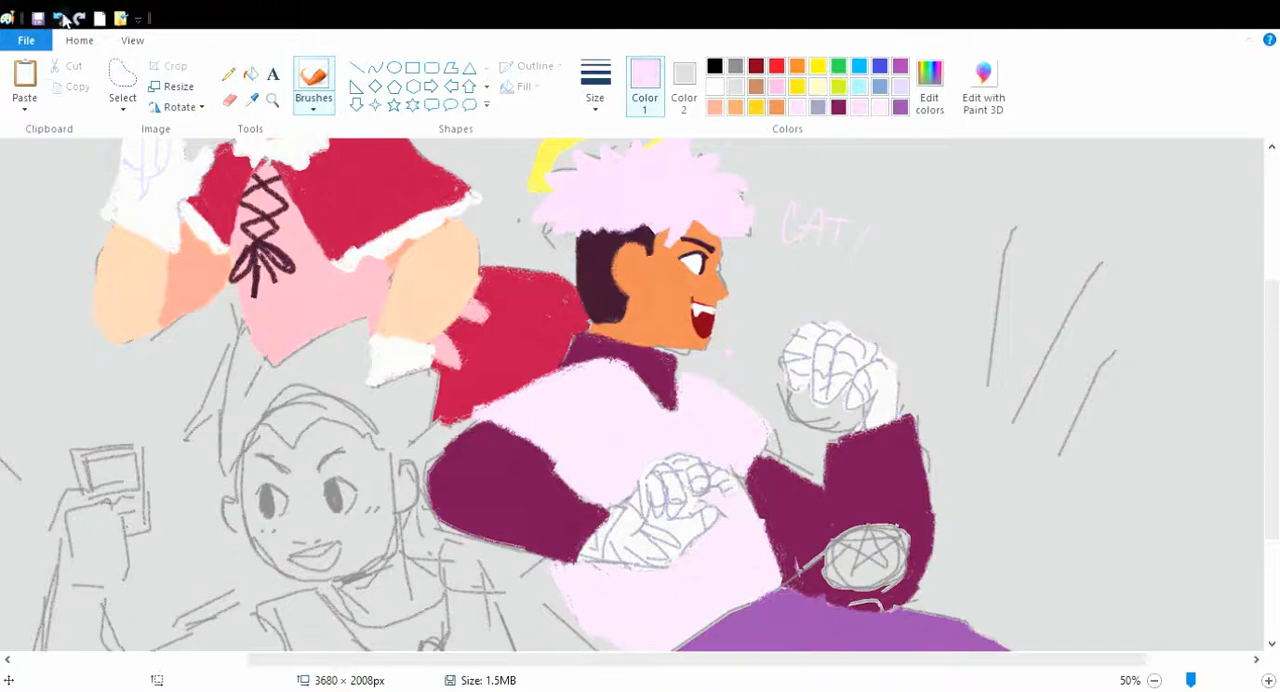 File Home View
Cut
Crop
Outline
Copy
Resize
Fill
Rotate
Paste Select Brushes Size Color 1 Color 2 Edit colors Edit with Paint 3D
Clipboard Image Tools Shapes Colors
A
CAT
3680 × 2008px Size: 1.5MB 50%